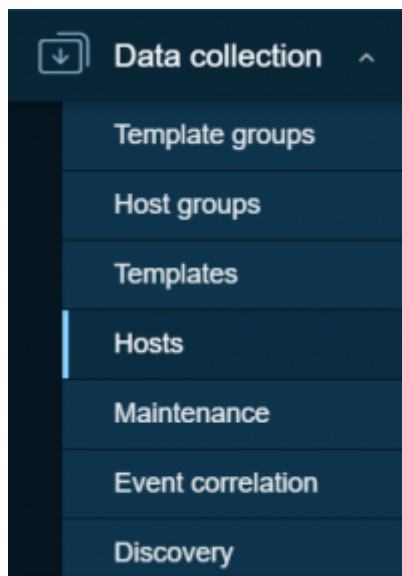 Data collection
Template groups
Host groups
Templates
Hosts
Maintenance
Event correlation
Discovery